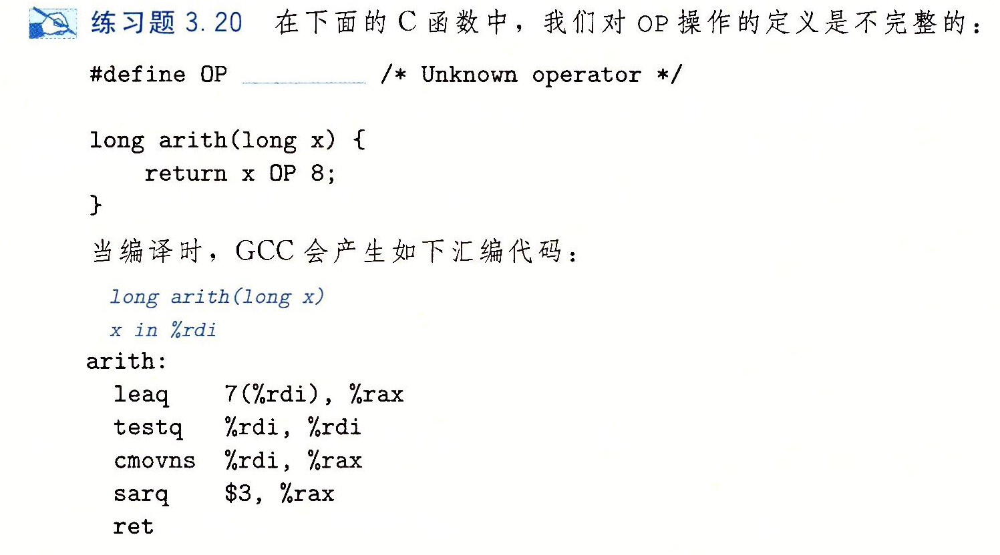 练习题 3.20 在下面的 C 函数中，我们对 OP 操作的定义是不完整的：
#define OP ________ /* Unknown operator */
long arith(long x) {
    return x OP 8;
}
当编译时，GCC 会产生如下汇编代码：
long arith(long x)
x in %rdi
arith:
  leaq    7(%rdi), %rax
  testq   %rdi, %rdi
  cmovns  %rdi, %rax
  sarq    $3, %rax
  ret